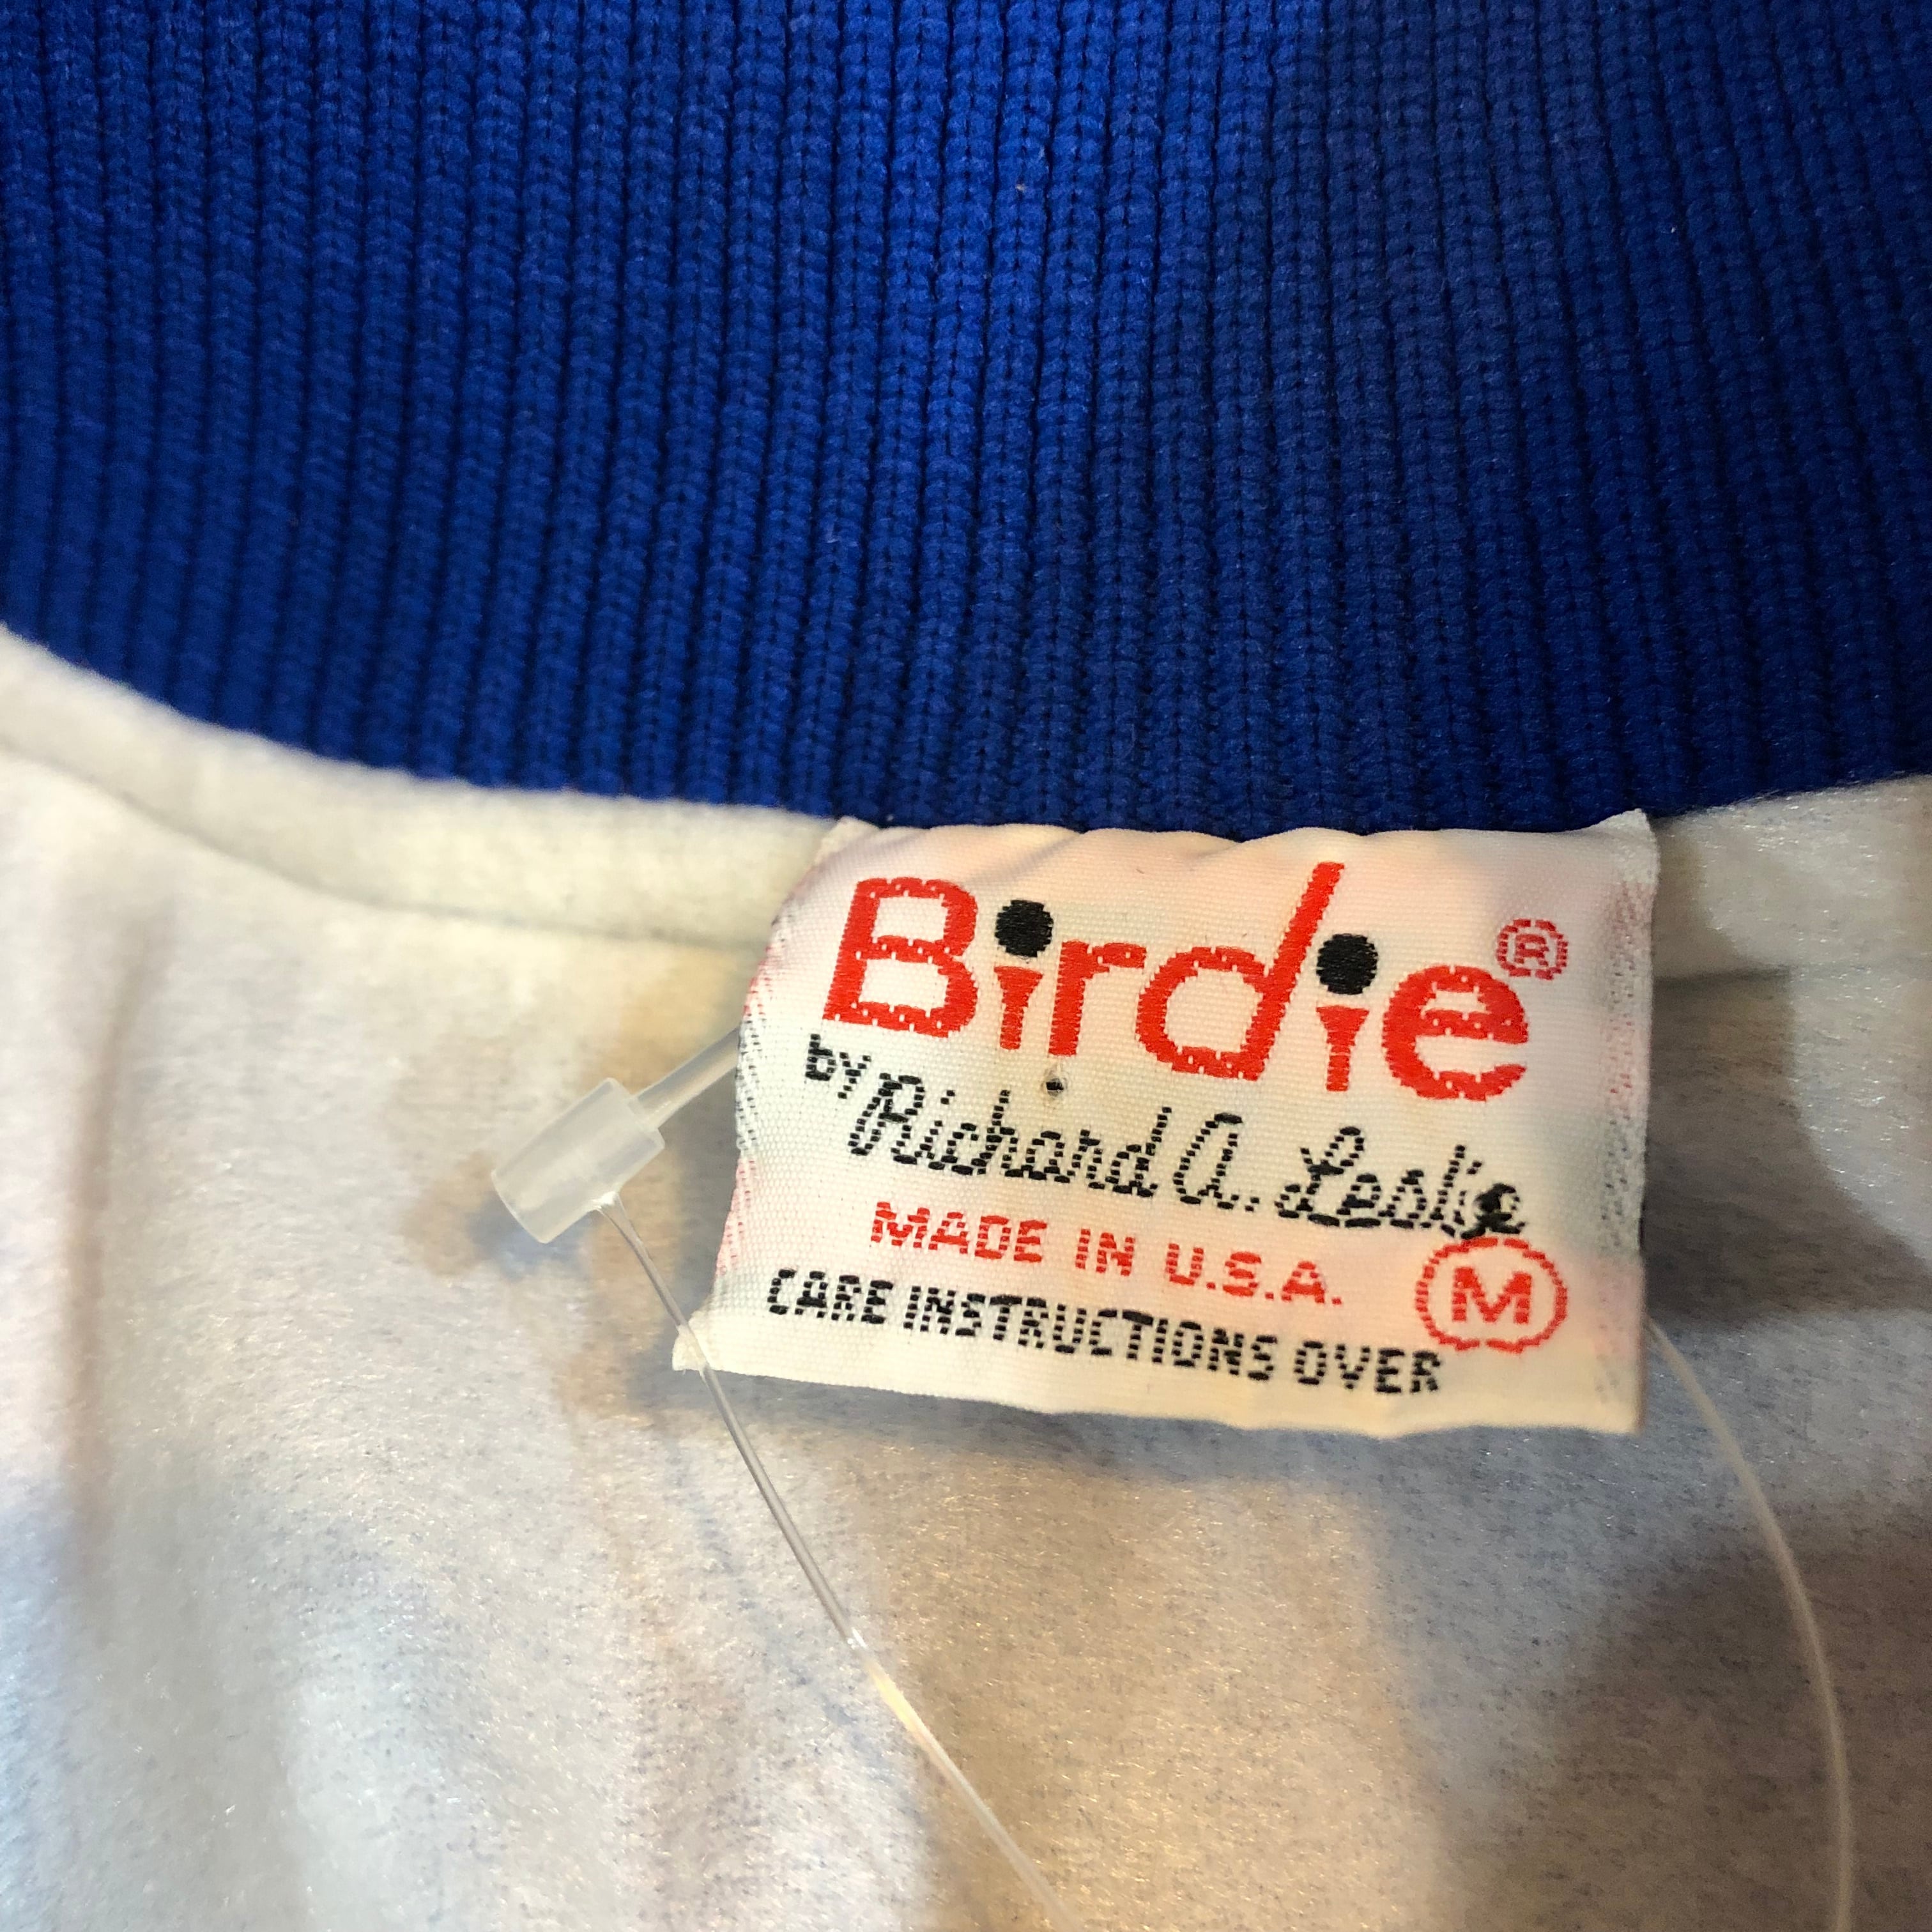 Birdie®
by Richard A. Leslie
MADE IN U.S.A. M
CARE INSTRUCTIONS OVER